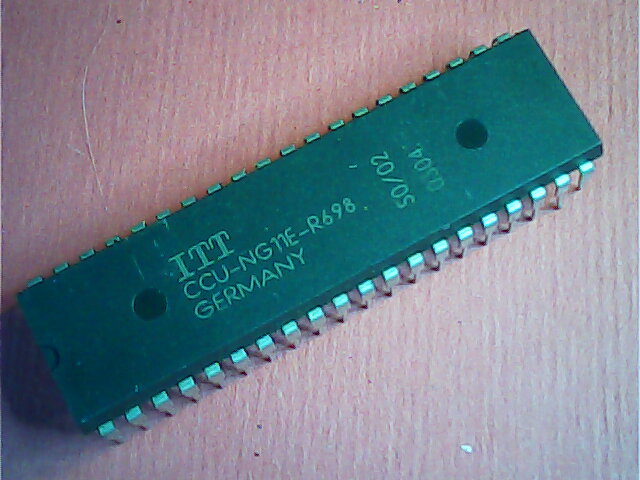 ITT
CCU-NG11E-R698
GERMANY
50/02
0304